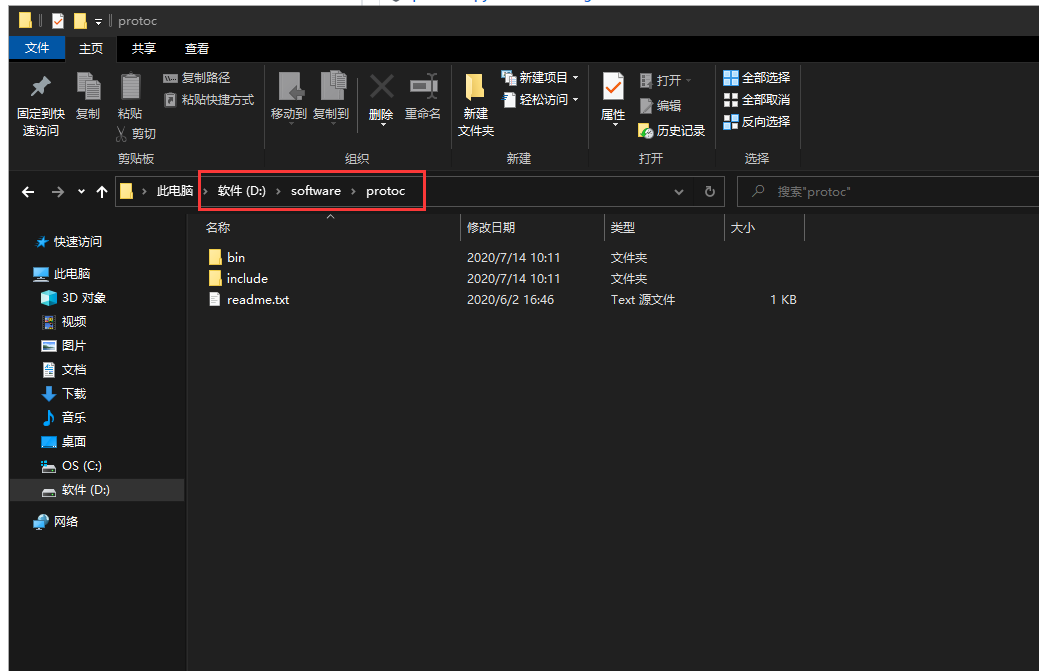 protoc
文件 主页 共享 查看
固定到快速访问 复制 粘贴 复制路径 粘贴快捷方式 剪切
移动到 复制到 删除 重命名
新建文件夹 新建项目 轻松访问
属性 打开 编辑 历史记录
全部选择 全部取消 反向选择
剪贴板 组织 新建 打开 选择
此电脑 软件 (D:) software protoc 搜索"protoc"
名称 修改日期 类型 大小
bin 2020/7/14 10:11 文件夹
include 2020/7/14 10:11 文件夹
readme.txt 2020/6/2 16:46 Text 源文件 1 KB
快速访问
此电脑
3D 对象
视频
图片
文档
下载
音乐
桌面
OS (C:)
软件 (D:)
网络